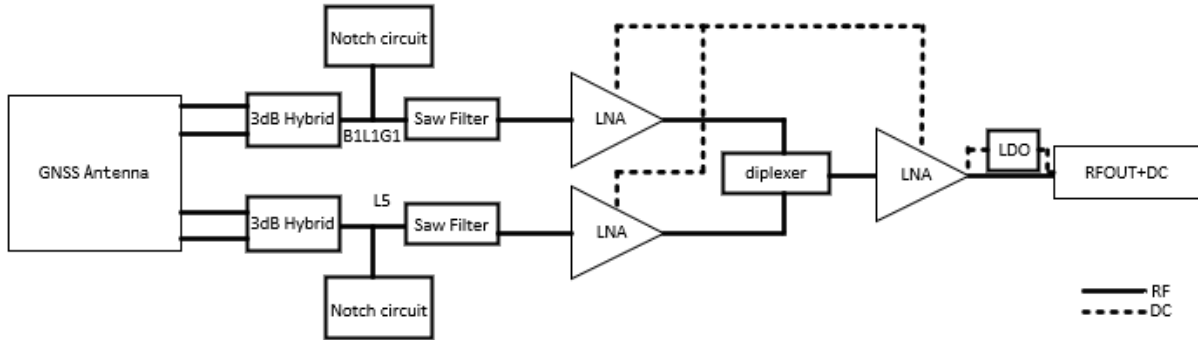 Notch circuit
3dB Hybrid
B1L1G1
Saw Filter
LNA
GNSS Antenna
diplexer
LNA
LDO
RFOUT+DC
3dB Hybrid
L5
Saw Filter
LNA
Notch circuit
RF
DC